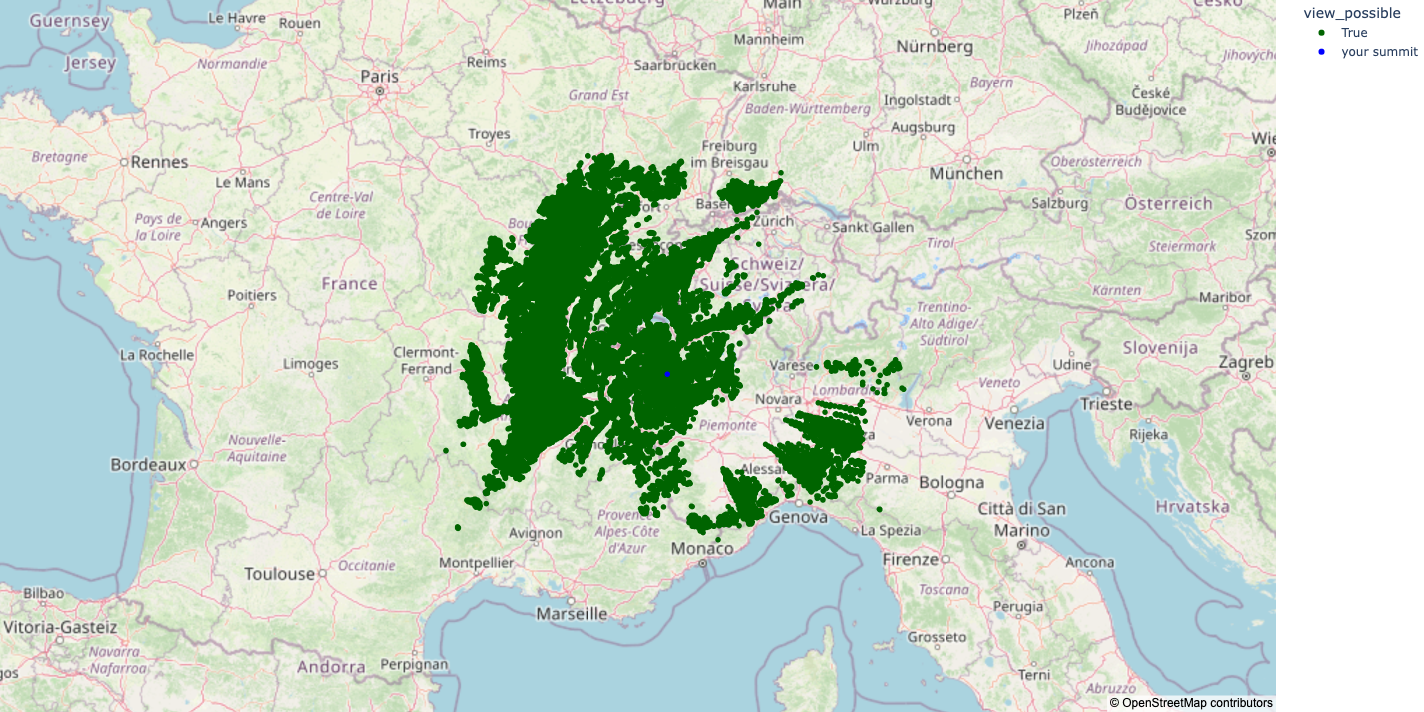 Guernsey
Le Havre
Rouen
Main
Plzeň
Česko
Jersey
Normandie
Reims
Mannheim
Nürnberg
Jihozápad
Paris
Saarbrücken
Karlsruhe
Grand Est
Baden-Württemberg
Bayern
Ingolstadt
České
Budějovice
Troyes
Freiburg
im Breisgau
Ulm
Augsburg
Bretagne
Rennes
Le Mans
Centre-Val
de Loire
München
Oberösterreich
Salzburg
Österreich
Pays de
la Loire
Angers
Zürich
Sankt Gallen
Tirol
Steiermark
France
Poitiers
Schweiz/
Suisse/Svizzera/
Kärnten
Maribor
La Rochelle
Limoges
Clermont-
Ferrand
Trentino-
Alto Adige/
Südtirol
Slovenija
Varese
Udine
Zagreb
Novara
Veneto
Trieste
Nouvelle-
Aquitaine
Piemonte
Verona
Venezia
Rijeka
Bordeaux
Parma
Bologna
Hrvatska
Genova
Città di San
Marino
Avignon
Provence-
Alpes-Côte
d'Azur
La Spezia
Monaco
Firenze
Ancona
Toulouse
Occitanie
Montpellier
Toscana
Bilbao
Marseille
Perugia
Vitoria-Gasteiz
Grosseto
Navarra
Nafarroa
Andorra
Perpignan
Terni
Abruzzo
view_possible
True
your summit
© OpenStreetMap contributors